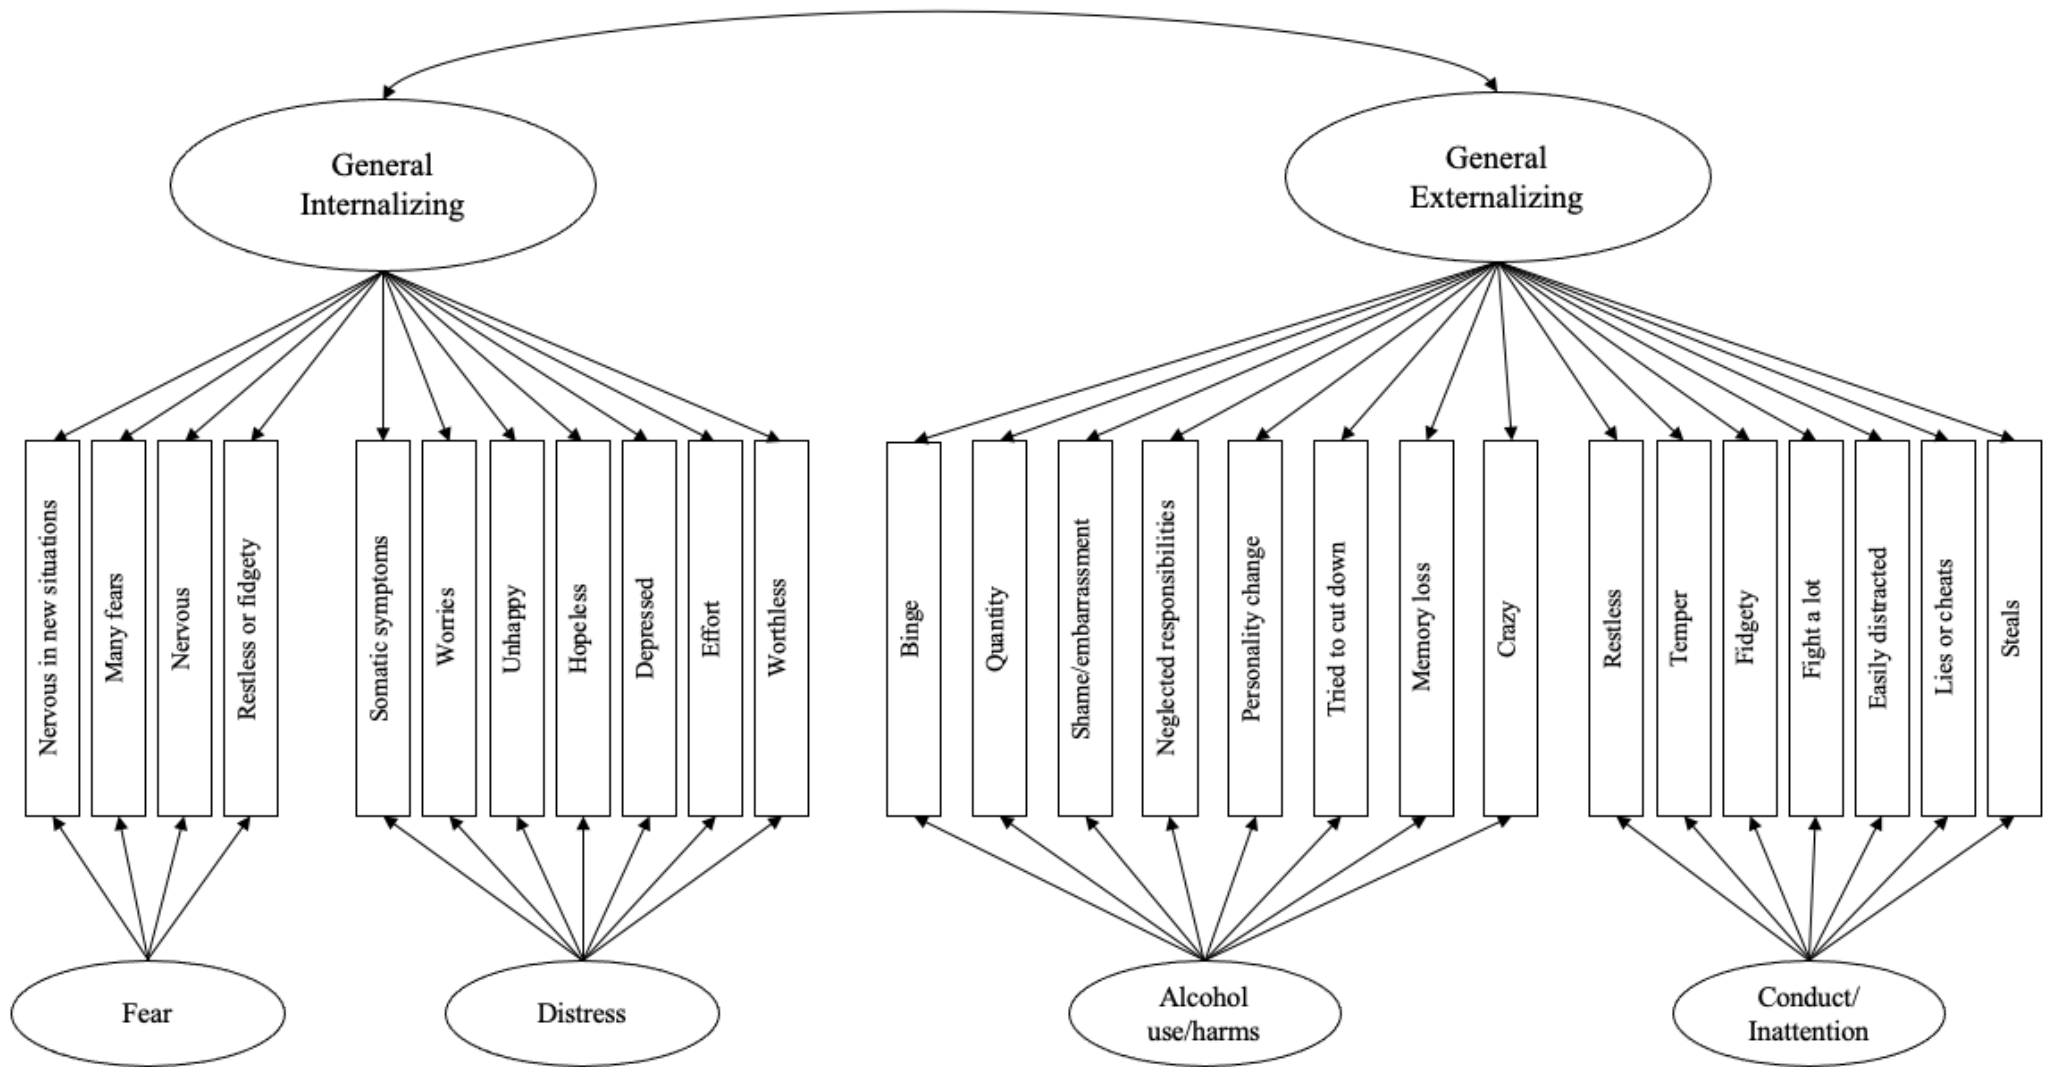 General
Internalizing
General
Externalizing
Nervous in new situations
Many fears
Nervous
Restless or fidgety
Somatic symptoms
Worries
Unhappy
Hopeless
Depressed
Effort
Worthless
Binge
Quantity
Shame/embarrassment
Neglected responsibilities
Personality change
Tried to cut down
Memory loss
Crazy
Restless
Temper
Fidgety
Fight a lot
Easily distracted
Lies or cheats
Steals
Fear
Distress
Alcohol
use/harms
Conduct/
Inattention